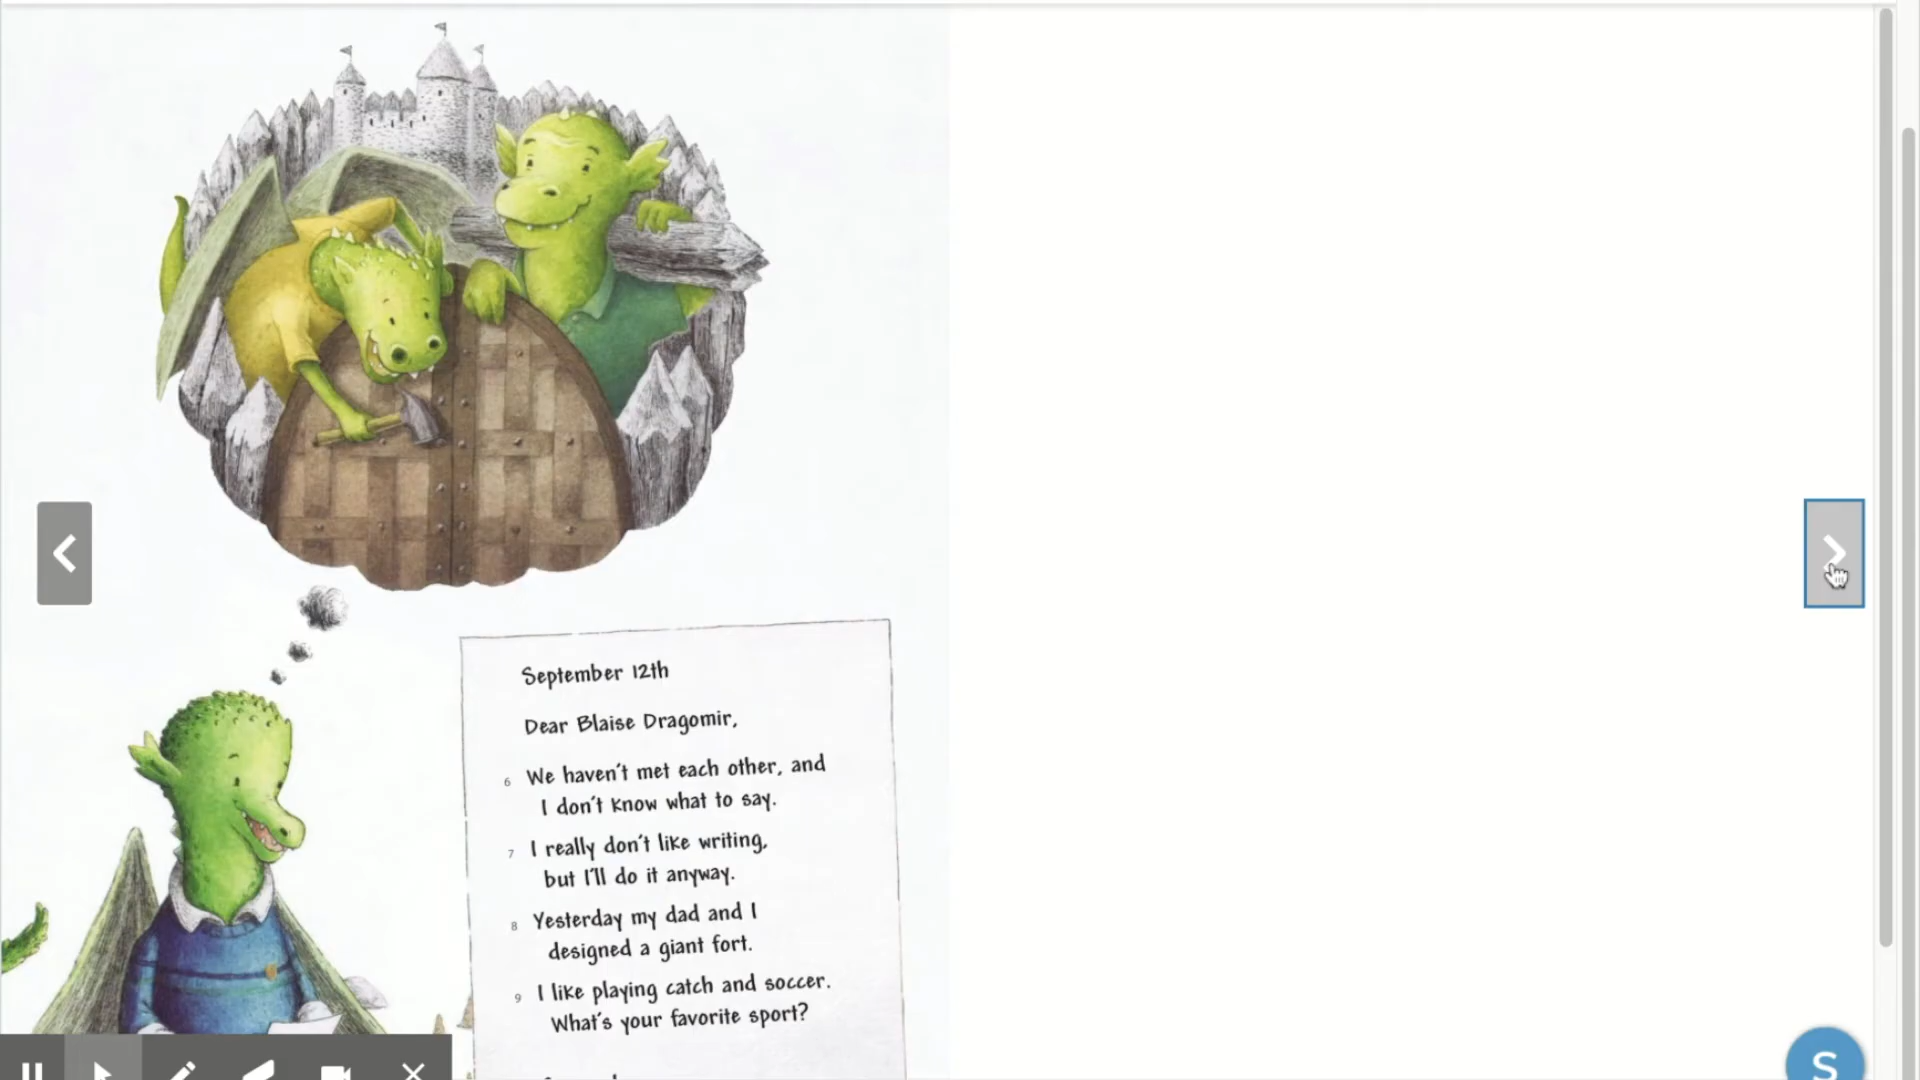 September 12th
Dear Blaise Dragomir,
6 We haven't met each other, and
I don't know what to say.
7 I really don't like writing,
but I'll do it anyway.
8 Yesterday my dad and I
designed a giant fort.
9 I like playing catch and soccer.
What's your favorite sport?
S